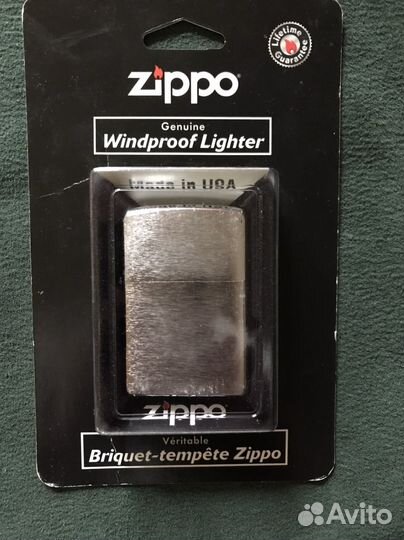 Lifetime
Guarantee
zippo
Genuine
Windproof Lighter
Made in USA
zippo
Véritable
Briquet-tempête Zippo
Avito